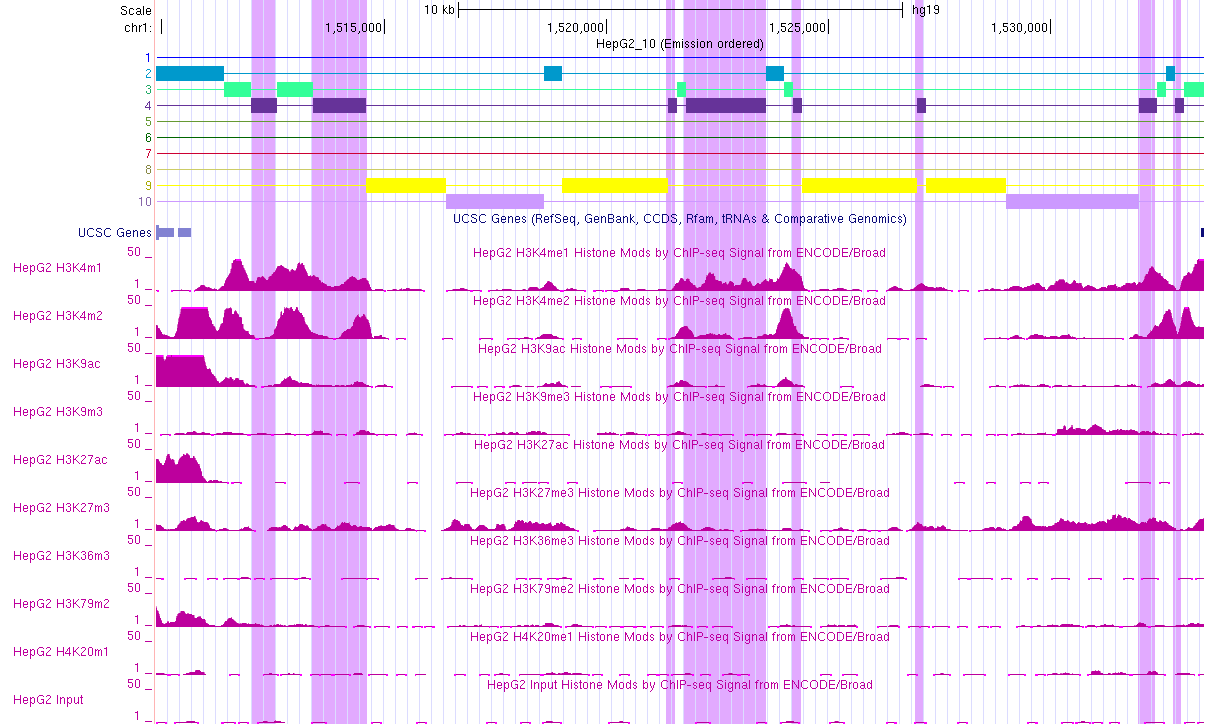 Scale 10 kb hg19
chr1: 1,515,000 1,520,000 1,525,000 1,530,000
HepG2_10 (Emission ordered)
1
2
3
4
5
6
7
8
9
10
UCSC Genes (RefSeq, GenBank, CCDS, Rfam, tRNAs & Comparative Genomics)
UCSC Genes
50 _ HepG2 H3K4me1 Histone Mods by ChIP-seq Signal from ENCODE/Broad
HepG2 H3K4m1
1 _
50 _ HepG2 H3K4me2 Histone Mods by ChIP-seq Signal from ENCODE/Broad
HepG2 H3K4m2
1 _
50 _ HepG2 H3K9ac Histone Mods by ChIP-seq Signal from ENCODE/Broad
HepG2 H3K9ac
1 _
50 _ HepG2 H3K9me3 Histone Mods by ChIP-seq Signal from ENCODE/Broad
HepG2 H3K9m3
1 _
50 _ HepG2 H3K27ac Histone Mods by ChIP-seq Signal from ENCODE/Broad
HepG2 H3K27ac
1 _
50 _ HepG2 H3K27me3 Histone Mods by ChIP-seq Signal from ENCODE/Broad
HepG2 H3K27m3
1 _
50 _ HepG2 H3K36me3 Histone Mods by ChIP-seq Signal from ENCODE/Broad
HepG2 H3K36m3
1 _
50 _ HepG2 H3K79me2 Histone Mods by ChIP-seq Signal from ENCODE/Broad
HepG2 H3K79m2
1 _
50 _ HepG2 H4K20me1 Histone Mods by ChIP-seq Signal from ENCODE/Broad
HepG2 H4K20m1
1 _
50 _ HepG2 Input Histone Mods by ChIP-seq Signal from ENCODE/Broad
HepG2 Input
1 _